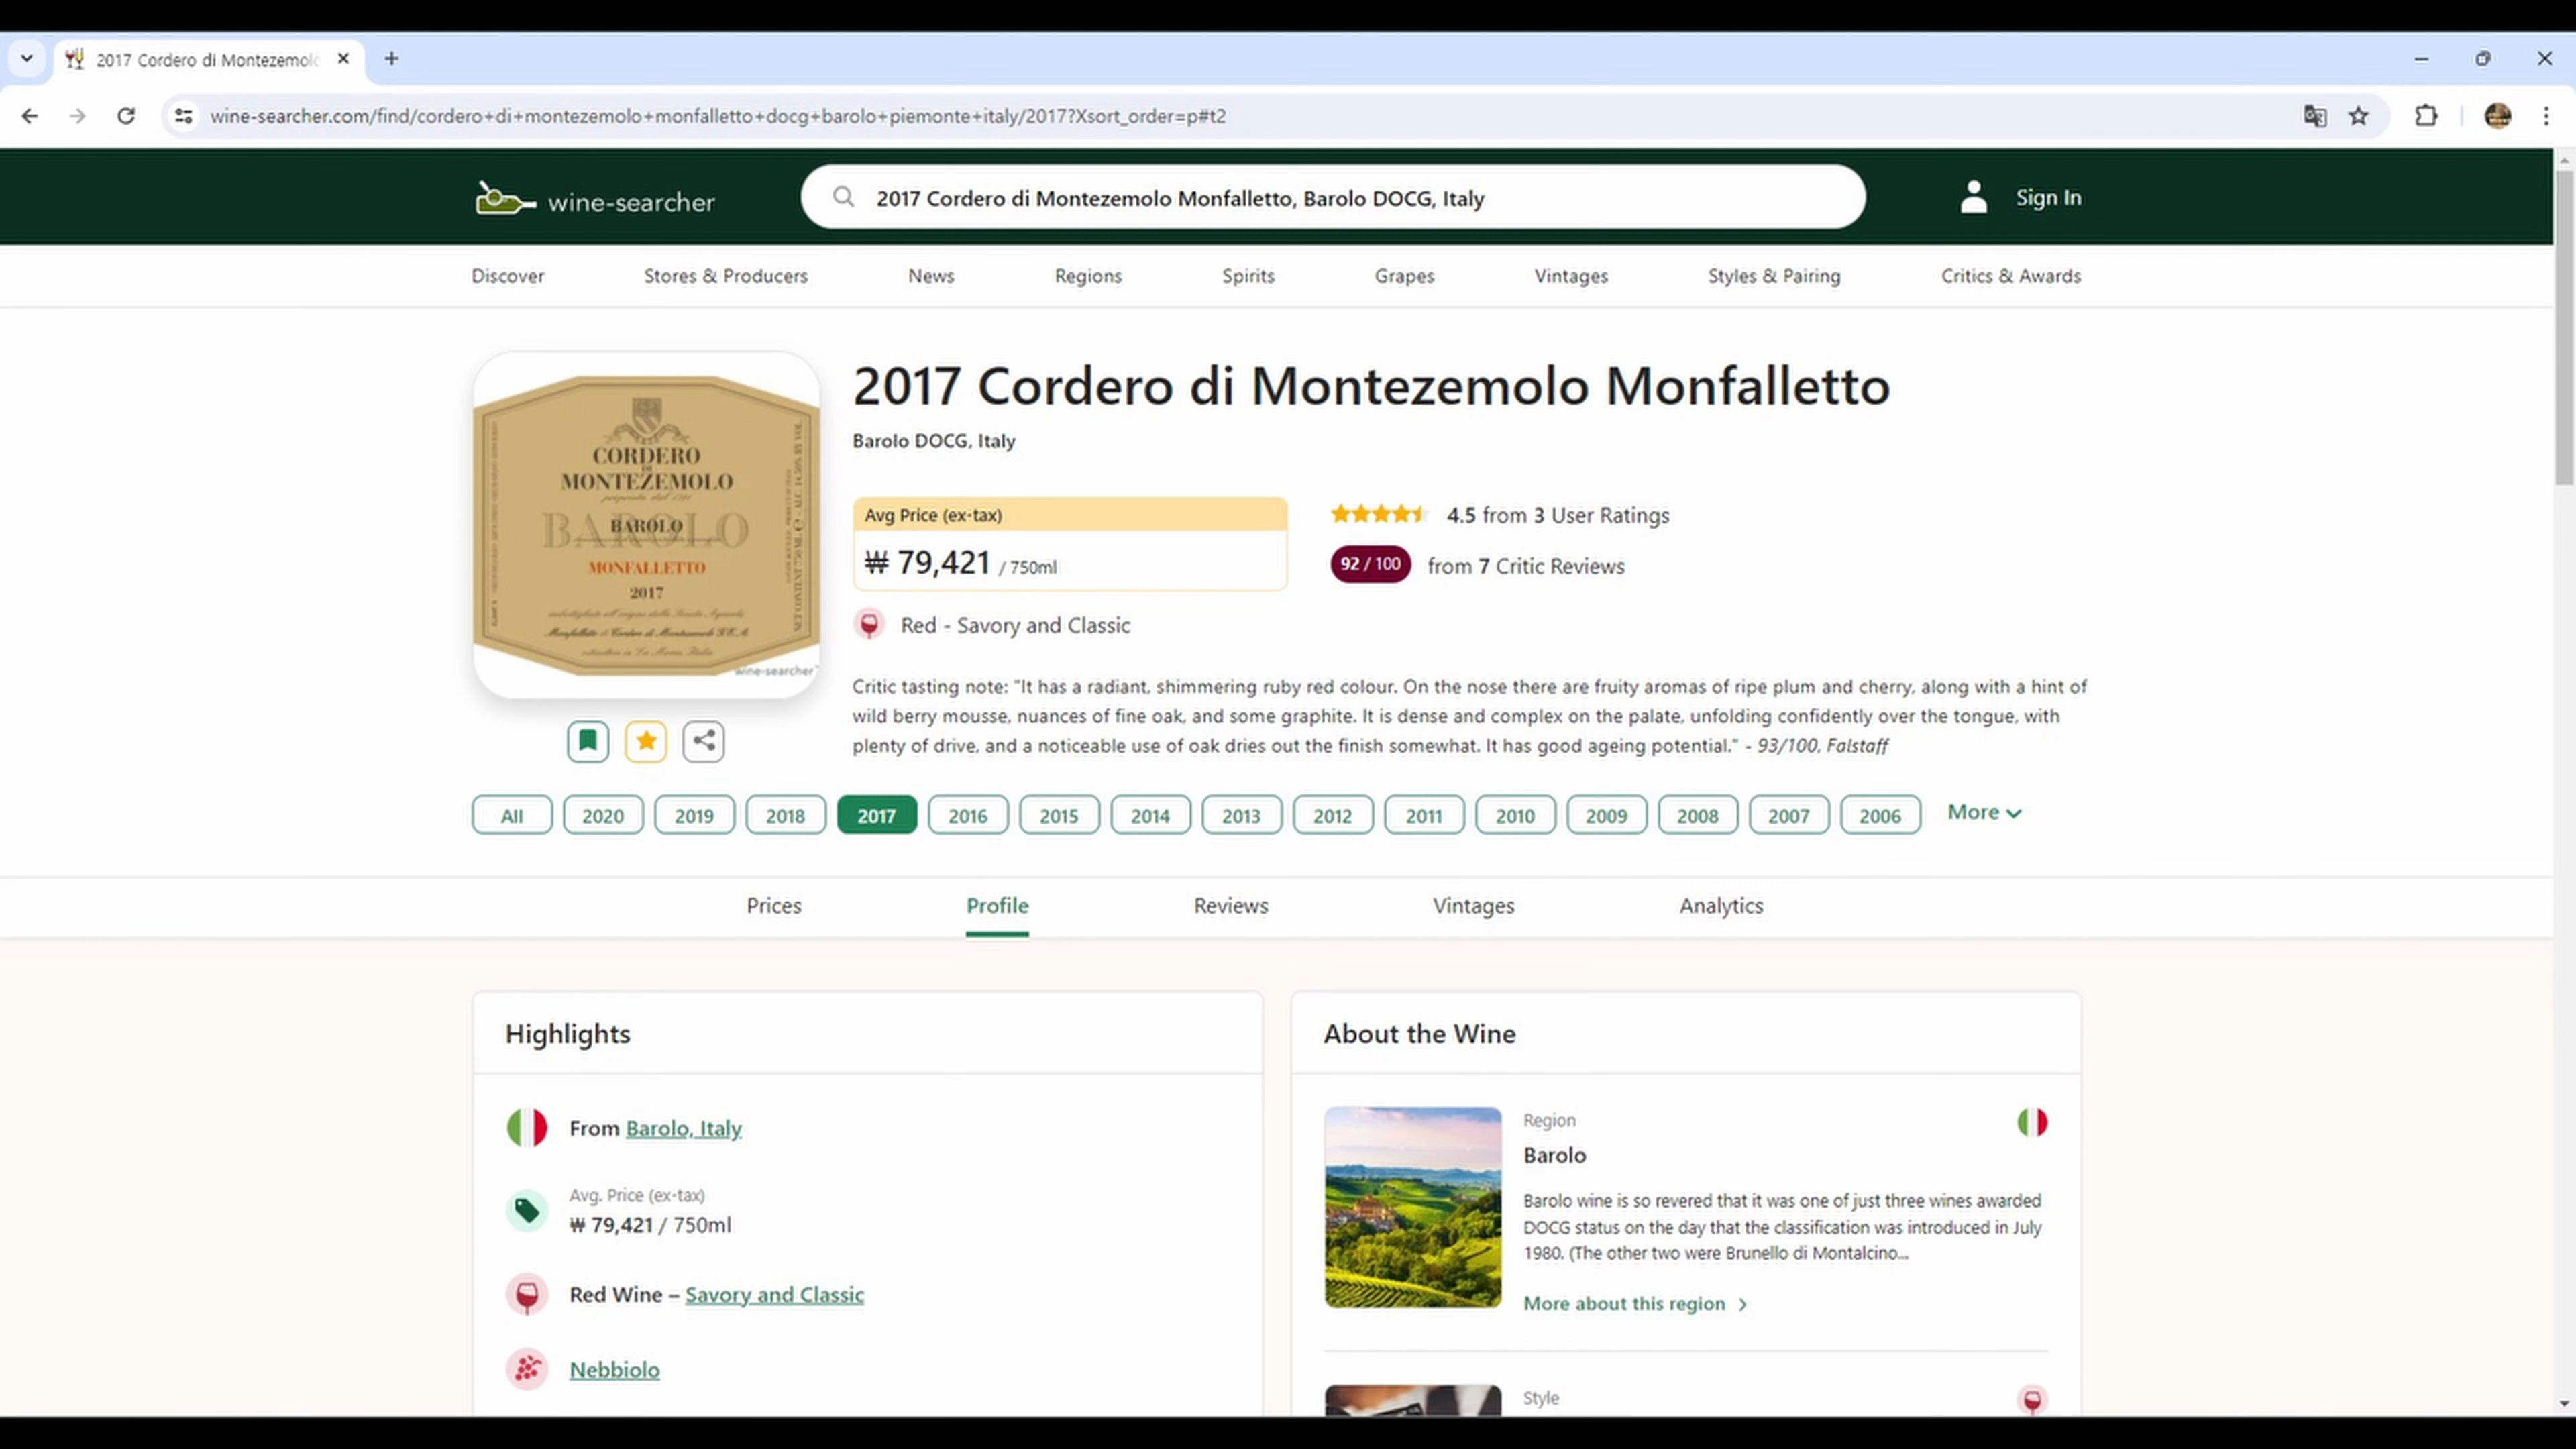 2017 Cordero di Montezemolo
wine-searcher.com/find/cordero+di+montezemolo+monfalletto+docg+barolo+piemonte+italy/2017?Xsort_order=p#t2
wine-searcher
2017 Cordero di Montezemolo Monfalletto, Barolo DOCG, Italy
Sign In
Discover
Stores & Producers
News
Regions
Spirits
Grapes
Vintages
Styles & Pairing
Critics & Awards
CORDERO
DI
MONTEZEMOLO
BAROLO
BAROLO
MONFALLETTO
2017
wine-searcher
2017 Cordero di Montezemolo Monfalletto
Barolo DOCG, Italy
Avg Price (ex-tax)
₩ 79,421 / 750ml
4.5 from 3 User Ratings
92 / 100 from 7 Critic Reviews
Red - Savory and Classic
Critic tasting note: "It has a radiant, shimmering ruby red colour. On the nose there are fruity aromas of ripe plum and cherry, along with a hint of
wild berry mousse, nuances of fine oak, and some graphite. It is dense and complex on the palate, unfolding confidently over the tongue, with
plenty of drive, and a noticeable use of oak dries out the finish somewhat. It has good ageing potential." - 93/100, Falstaff
All 2020 2019 2018 2017 2016 2015 2014 2013 2012 2011 2010 2009 2008 2007 2006 More
Prices
Profile
Reviews
Vintages
Analytics
Highlights
From Barolo, Italy
Avg. Price (ex-tax)
₩ 79,421 / 750ml
Red Wine – Savory and Classic
Nebbiolo
About the Wine
Region
Barolo
Barolo wine is so revered that it was one of just three wines awarded
DOCG status on the day that the classification was introduced in July
1980. (The other two were Brunello di Montalcino...
More about this region
Style